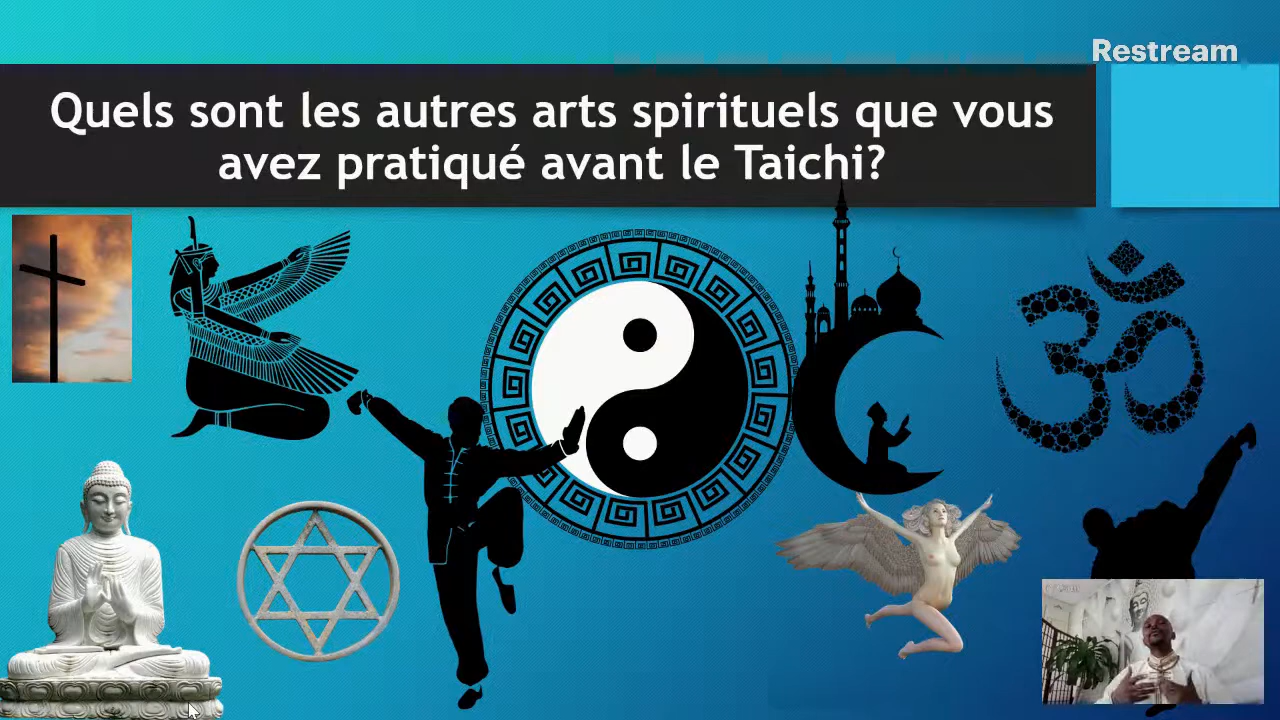 Restream
Quels sont les autres arts spirituels que vous
avez pratiqué avant le Taichi?